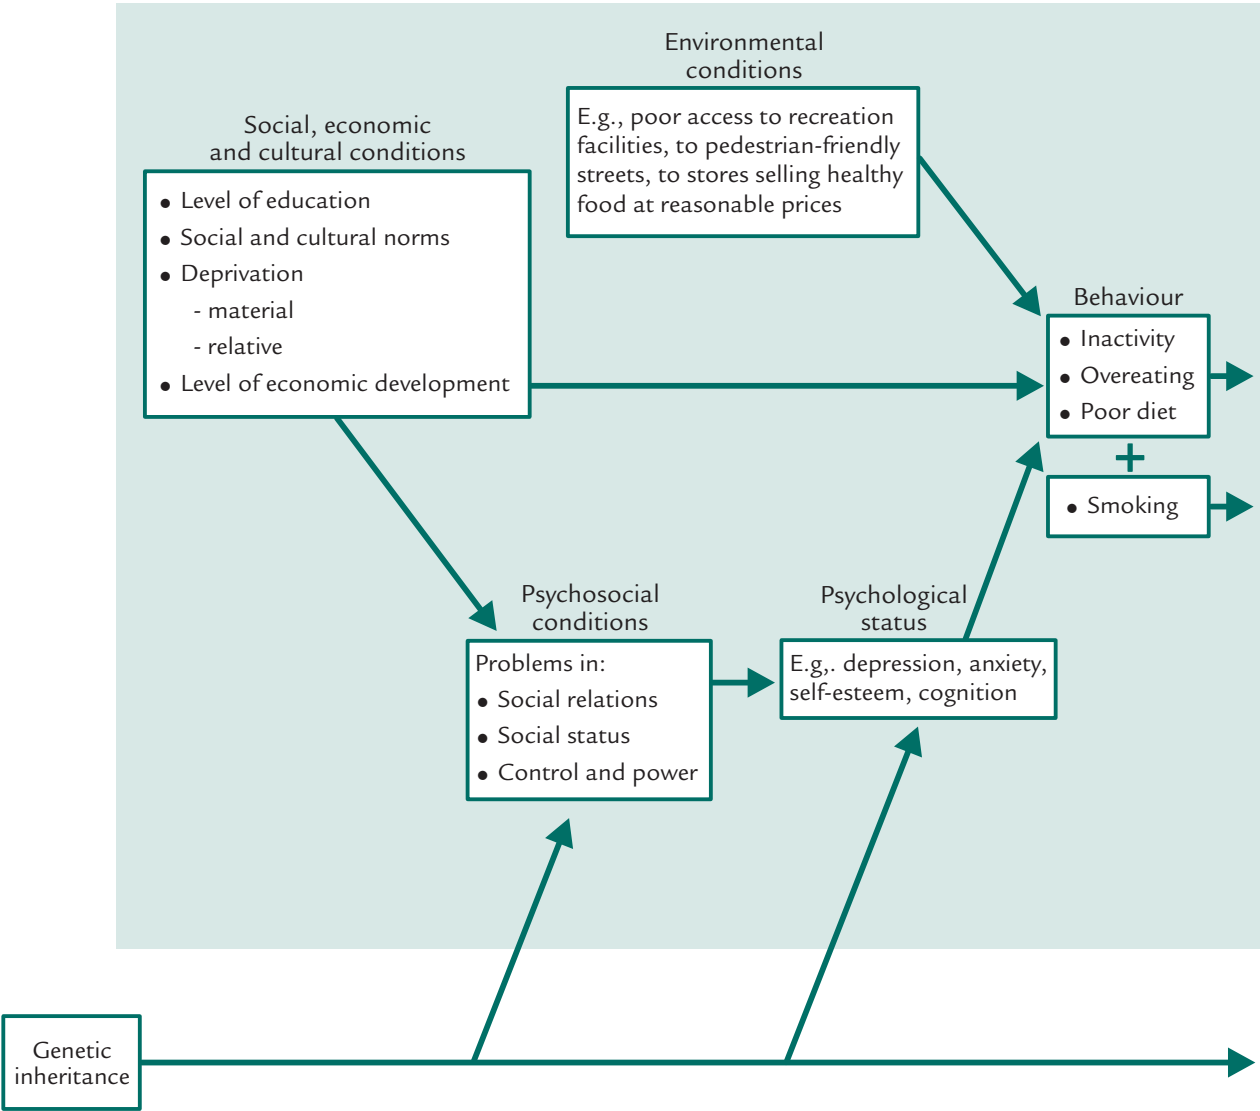 Environmental
conditions
E.g., poor access to recreation
facilities, to pedestrian-friendly
streets, to stores selling healthy
food at reasonable prices
Social, economic
and cultural conditions
• Level of education
• Social and cultural norms
• Deprivation
- material
- relative
• Level of economic development
Behaviour
• Inactivity
• Overeating
• Poor diet
+
• Smoking
Psychosocial
conditions
Problems in:
• Social relations
• Social status
• Control and power
Psychological
status
E.g,. depression, anxiety,
self-esteem, cognition
Genetic
inheritance